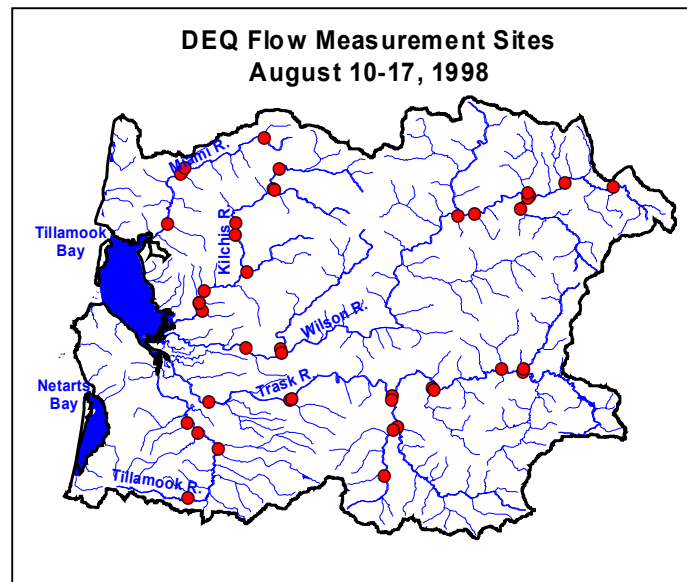 DEQ Flow Measurement Sites
August 10-17, 1998
Miami R.
Kilchis R.
Tillamook
Bay
Wilson R.
Trask R.
Netarts
Bay
Tillamook R.